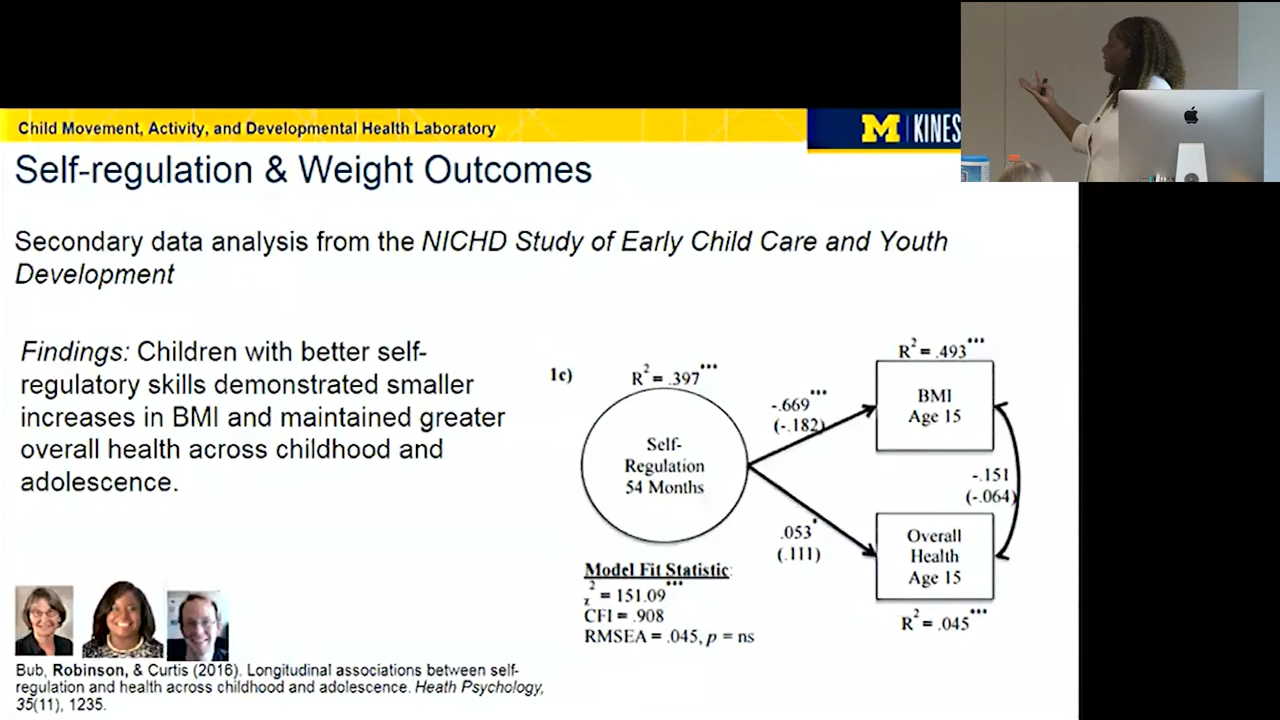 Child Movement, Activity, and Developmental Health Laboratory
M | KINES
Self-regulation & Weight Outcomes
Secondary data analysis from the NICHD Study of Early Child Care and Youth
Development
Findings: Children with better self-
regulatory skills demonstrated smaller
increases in BMI and maintained greater
overall health across childhood and
adolescence.
1c)
R² = .397***
Self-
Regulation
54 Months
-.669***
(-.182)
.053*
(.111)
R² = .493***
BMI
Age 15
-.151
(-.064)
Overall
Health
Age 15
R² = .045***
Model Fit Statistic:
χ² = 151.09***
CFI = .908
RMSEA = .045, p = ns
Bub, Robinson, & Curtis (2016). Longitudinal associations between self-
regulation and health across childhood and adolescence. Heath Psychology,
35(11), 1235.